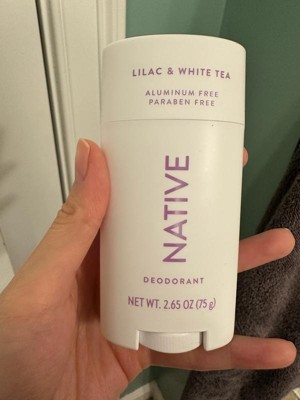 LILAC & WHITE TEA
ALUMINUM FREE
PARABEN FREE
NATIVE
DEODORANT
NET WT. 2.65 OZ (75 g)